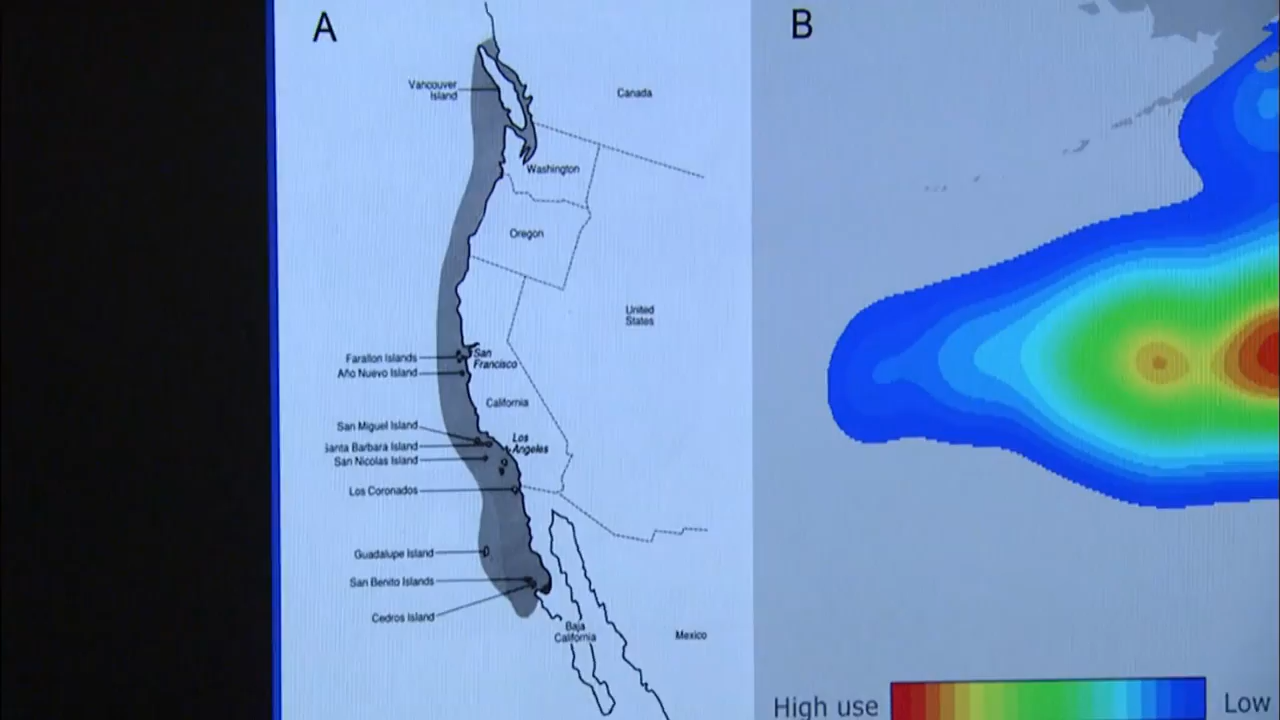 A
B
Vancouver
Island
Canada
Washington
Oregon
United
States
Farallon Islands
San
Francisco
Año Nuevo Island
California
San Miguel Island
Los
Angeles
Santa Barbara Island
San Nicolas Island
Los Coronados
Guadalupe Island
San Benito Islands
Cedros Island
Baja
California
Mexico
High use
Low